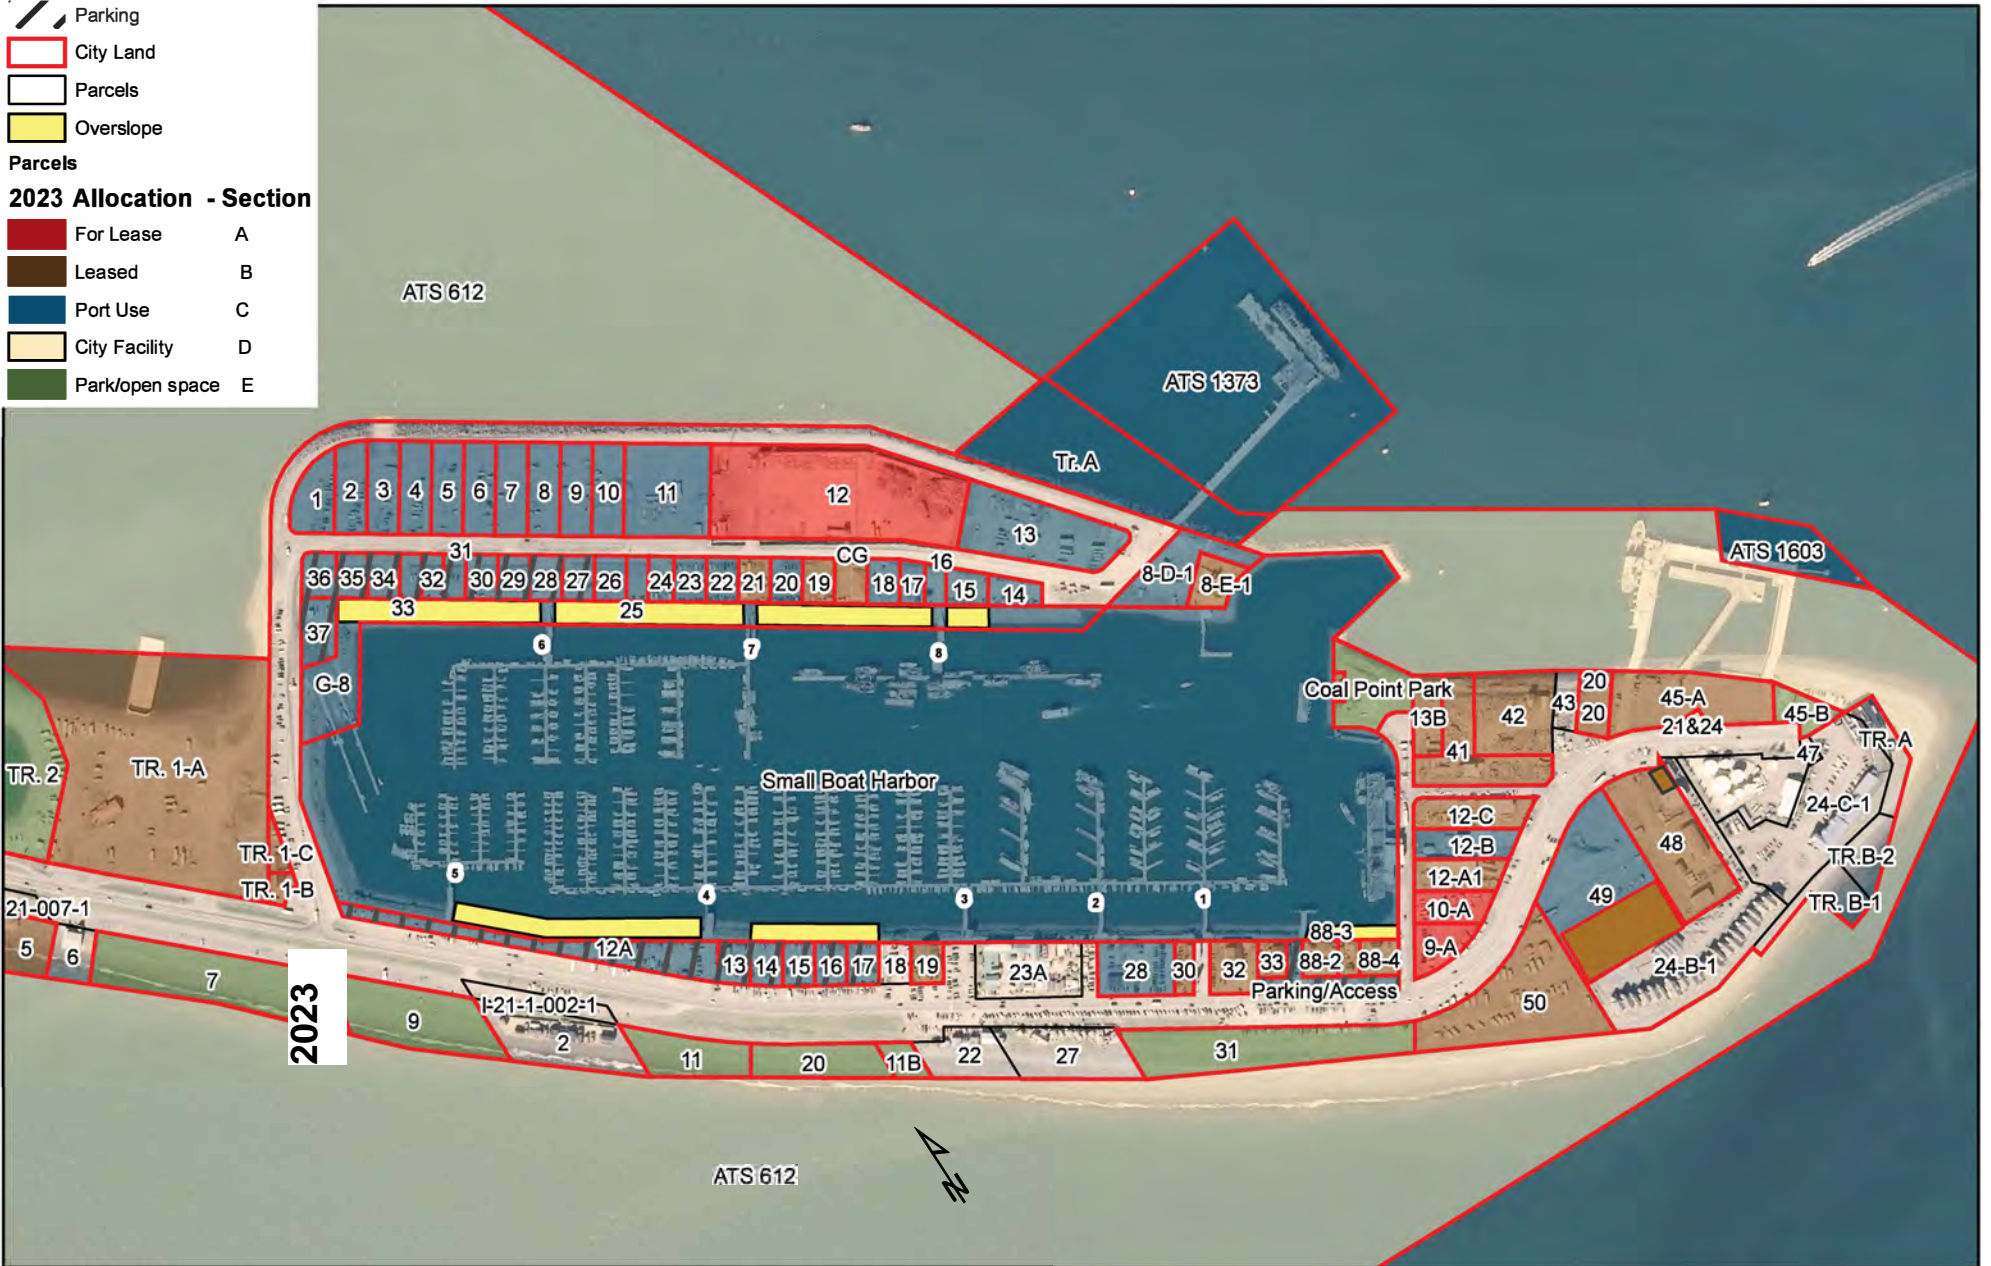 Parking
City Land
Parcels
Overslope
Parcels
2023 Allocation - Section
For Lease A
Leased B
Port Use C
City Facility D
Park/open space E
ATS 612
ATS 1373
Tr. A
ATS 1603
1 2 3 4 5 6 7 8 9 10 11 12 13
31 CG 16
36 35 34 32 30 29 28 27 26 24 23 22 21 20 19 18 17 15 14
8-D-1 8-E-1
33 25
37
6 7 8
G-8
Coal Point Park
13B 42 43 20 20 45-A 45-B
21&24
41 47 TR. A
TR. 2 TR. 1-A
Small Boat Harbor
12-C 24-C-1
12-B 48
12-A1 TR.B-2
TR. 1-C
TR. 1-B
5 4 3 2 1
10-A 49 TR. B-1
21-007-1
5 6
12A 13 14 15 16 17 18 19 23A 28 30 32 33 88-2 88-3 88-4 9-A
24-B-1
7
Parking/Access
50
2023
9
I-21-1-002-1
2 11 20 11B 22 27 31
N
ATS 612